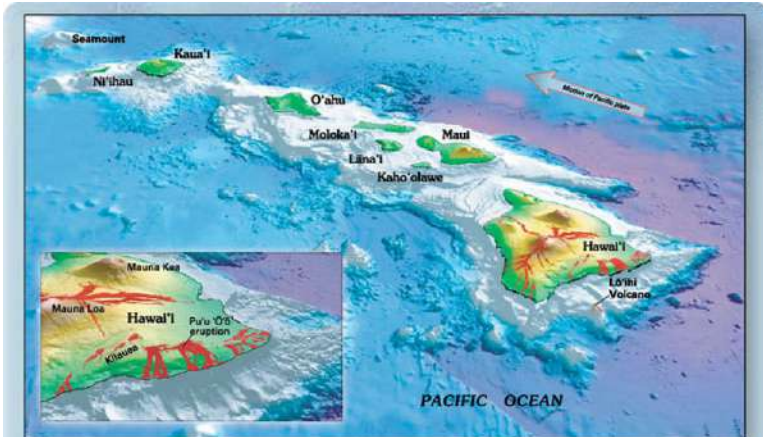 Seamount
Kaua'i
Ni'ihau
O'ahu
Motion of Pacific plate
Moloka'i
Maui
Lāna'i
Kaho'olawe
Hawai'i
Lō'ihi
Volcano
Mauna Kea
Mauna Loa
Hawai'i
Pu'u 'Ō'ō'
eruption
Kilauea
PACIFIC OCEAN